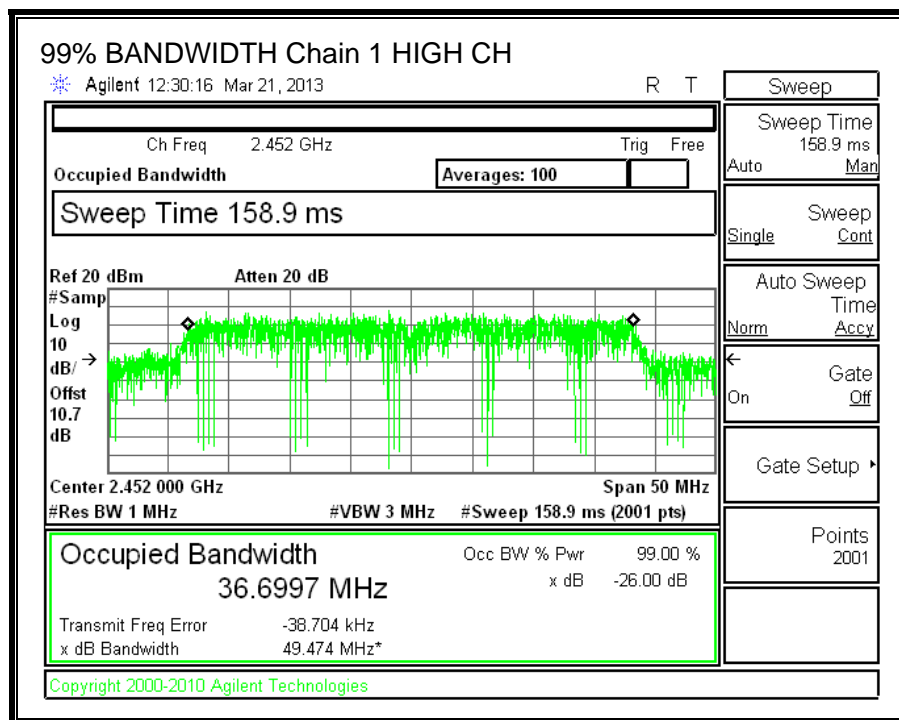 99% BANDWIDTH Chain 1 HIGH CH
Agilent 12:30:16 Mar 21, 2013 R T
Sweep
Ch Freq 2.452 GHz Trig Free
Occupied Bandwidth Averages: 100
Sweep Time 158.9 ms
Ref 20 dBm Atten 20 dB
#Samp
Log
10
dB/
Offst
10.7
dB
Center 2.452 000 GHz Span 50 MHz
#Res BW 1 MHz #VBW 3 MHz #Sweep 158.9 ms (2001 pts)
Occupied Bandwidth Occ BW % Pwr 99.00 %
36.6997 MHz x dB -26.00 dB
Transmit Freq Error -38.704 kHz
x dB Bandwidth 49.474 MHz*
Copyright 2000-2010 Agilent Technologies
Sweep Time
158.9 ms
Auto Man
Sweep
Single Cont
Auto Sweep
Time
Norm Accy
Gate
On Off
Gate Setup
Points
2001